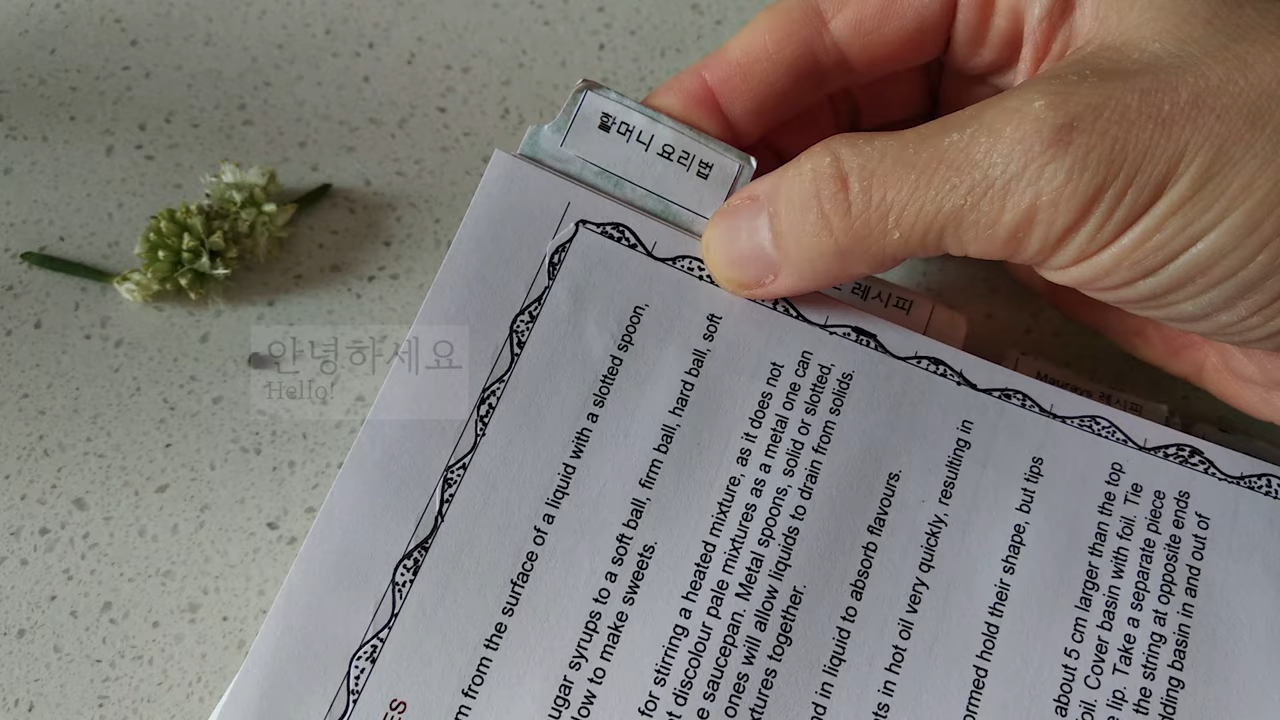 할머니 요리법
레시피
Maurave 레시피
안녕하세요
Hello!
m from the surface of a liquid with a slotted spoon,
ugar syrups to a soft ball, firm ball, hard ball, soft
low to make sweets.
for stirring a heated mixture, as it does not
t discolour pale mixtures as a metal one can
e saucepan. Metal spoons, solid or slotted,
ones will allow liquids to drain from solids.
xtures together.
nd in liquid to absorb flavours.
ts in hot oil very quickly, resulting in
ormed hold their shape, but tips
about 5 cm larger than the top
oil. Cover basin with foil. Tie
e lip. Take a separate piece
the string at opposite ends
lding basin in and out of
ES